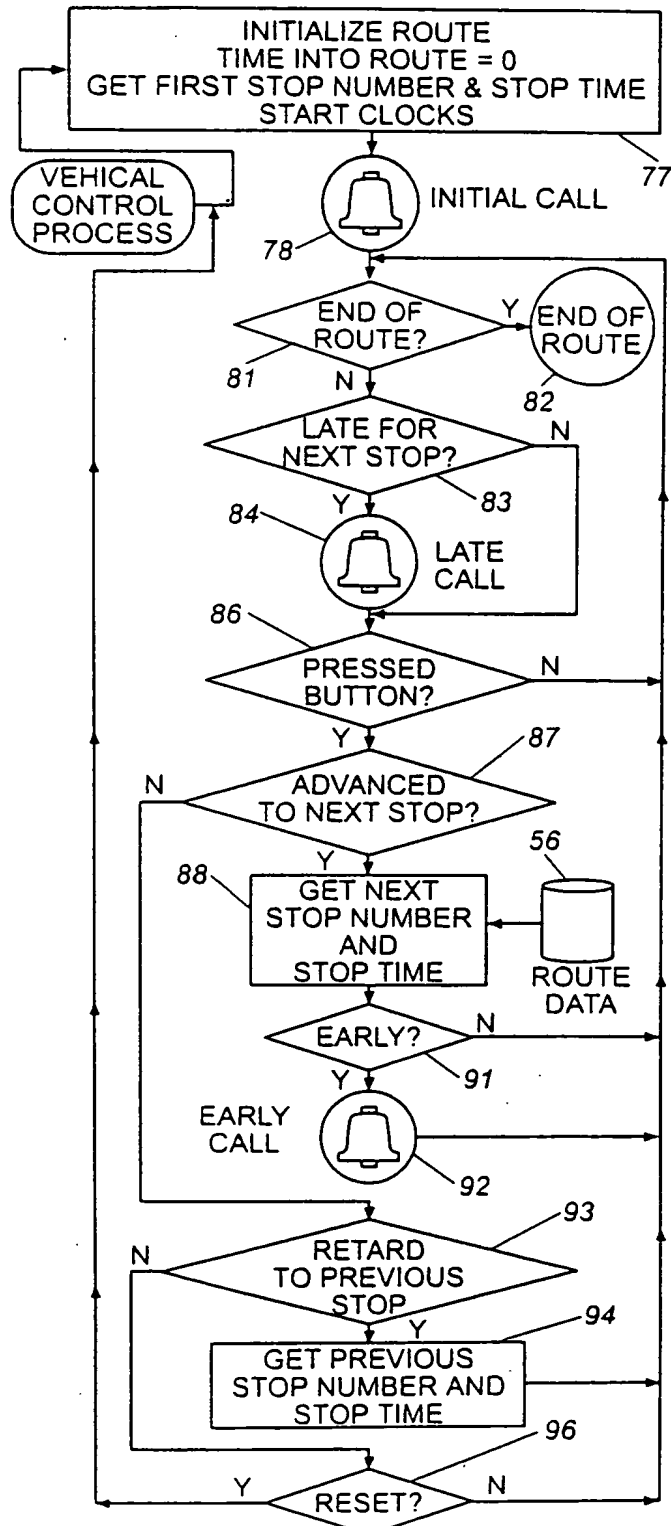 INITIALIZE ROUTE
TIME INTO ROUTE = 0
GET FIRST STOP NUMBER & STOP TIME
START CLOCKS
77
VEHICAL
CONTROL
PROCESS
INITIAL CALL
78
END OF
ROUTE?
Y
END OF
ROUTE
81
N
82
LATE FOR
NEXT STOP?
N
83
Y
84
LATE
CALL
86
PRESSED
BUTTON?
N
Y
87
N
ADVANCED
TO NEXT STOP?
Y
56
88
GET NEXT
STOP NUMBER
AND
STOP TIME
ROUTE
DATA
EARLY?
N
91
Y
EARLY
CALL
92
93
N
RETARD
TO PREVIOUS
STOP
Y
94
GET PREVIOUS
STOP NUMBER AND
STOP TIME
96
Y
RESET?
N